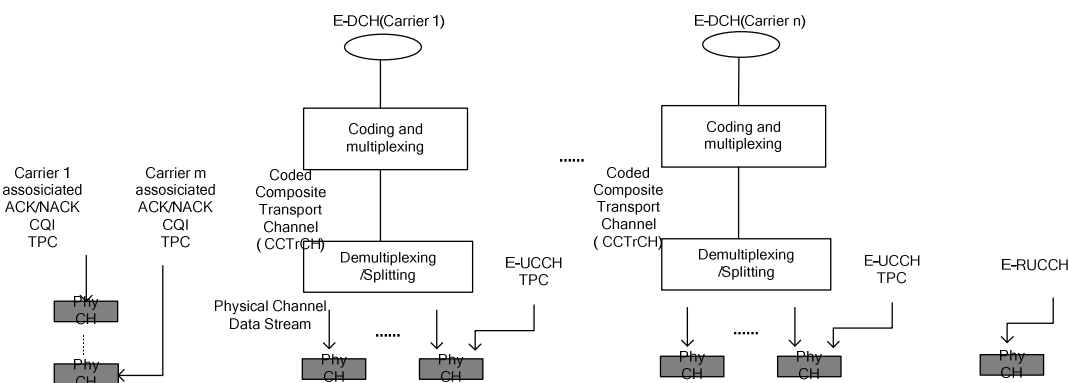 E-DCH(Carrier 1)
E-DCH(Carrier n)
Coding and
multiplexing
Coding and
multiplexing
......
Carrier 1
assosiciated
ACK/NACK
CQI
TPC
Carrier m
assosiciated
ACK/NACK
CQI
TPC
Coded
Composite
Transport
Channel
( CCTrCH)
Coded
Composite
Transport
Channel
( CCTrCH)
Demultiplexing
/Splitting
E-UCCH
TPC
Demultiplexing
/Splitting
E-UCCH
TPC
E-RUCCH
Phy
CH
Physical Channel
Data Stream
......
......
Phy
CH
Phy
CH
Phy
CH
Phy
CH
Phy
CH
Phy
CH